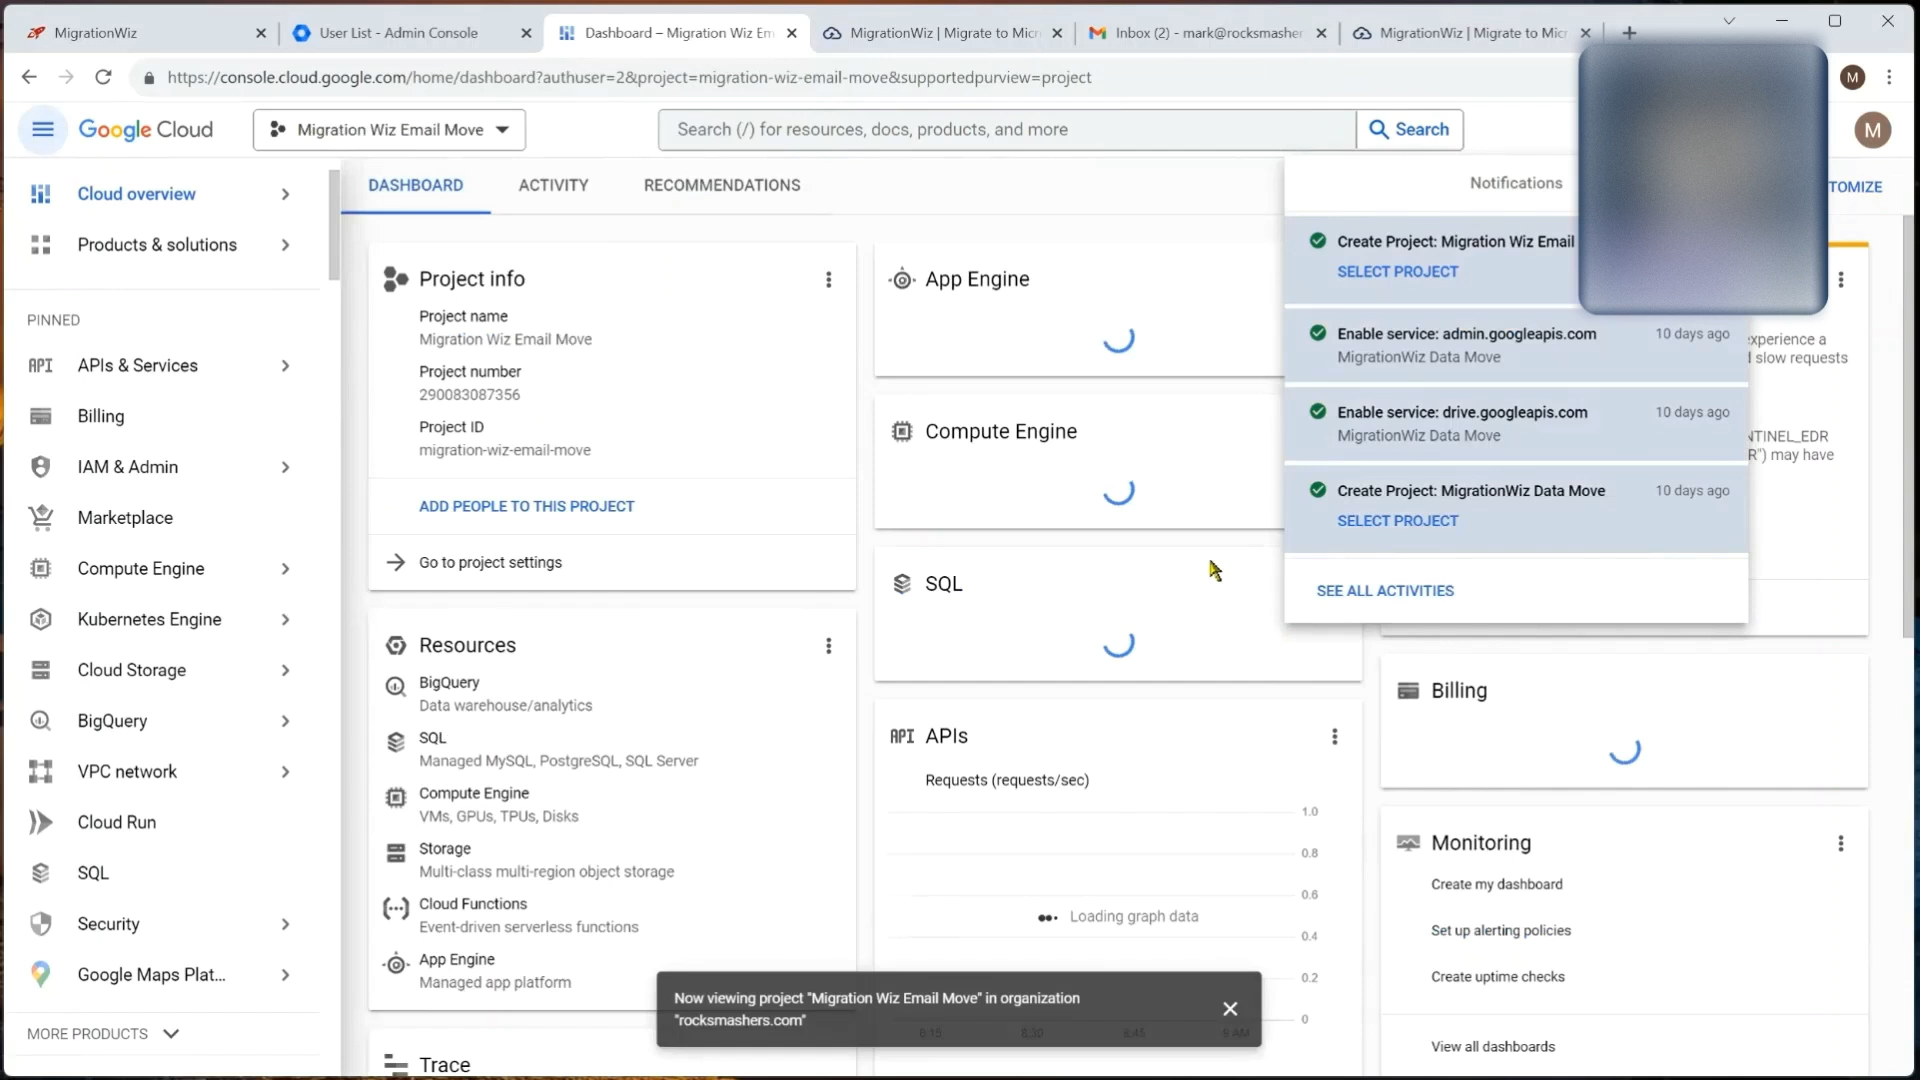 MigrationWiz
User List - Admin Console
Dashboard – Migration Wiz Em
MigrationWiz | Migrate to Micr
Inbox (2) - mark@rocksmasher
MigrationWiz | Migrate to Micr
https://console.cloud.google.com/home/dashboard?authuser=2&project=migration-wiz-email-move&supportedpurview=project
M
Google Cloud
Migration Wiz Email Move
Search (/) for resources, docs, products, and more
Search
M
Cloud overview
Products & solutions
PINNED
APIs & Services
Billing
IAM & Admin
Marketplace
Compute Engine
Kubernetes Engine
Cloud Storage
BigQuery
VPC network
Cloud Run
SQL
Security
Google Maps Plat...
MORE PRODUCTS
DASHBOARD
ACTIVITY
RECOMMENDATIONS
TOMIZE
Project info
Project name
Migration Wiz Email Move
Project number
290083087356
Project ID
migration-wiz-email-move
ADD PEOPLE TO THIS PROJECT
Go to project settings
Resources
BigQuery
Data warehouse/analytics
SQL
Managed MySQL, PostgreSQL, SQL Server
Compute Engine
VMs, GPUs, TPUs, Disks
Storage
Multi-class multi-region object storage
Cloud Functions
Event-driven serverless functions
App Engine
Managed app platform
Trace
App Engine
Compute Engine
SQL
API APIs
Requests (requests/sec)
1.0
0.8
0.6
Loading graph data
0.4
0.2
0
8:15
8:30
8:45
9 AM
Now viewing project "Migration Wiz Email Move" in organization
"rocksmashers.com"
Notifications
Create Project: Migration Wiz Email
SELECT PROJECT
Enable service: admin.googleapis.com
10 days ago
MigrationWiz Data Move
Enable service: drive.googleapis.com
10 days ago
MigrationWiz Data Move
Create Project: MigrationWiz Data Move
10 days ago
SELECT PROJECT
SEE ALL ACTIVITIES
xperience a
slow requests
NTINEL_EDR
R") may have
Billing
Monitoring
Create my dashboard
Set up alerting policies
Create uptime checks
View all dashboards